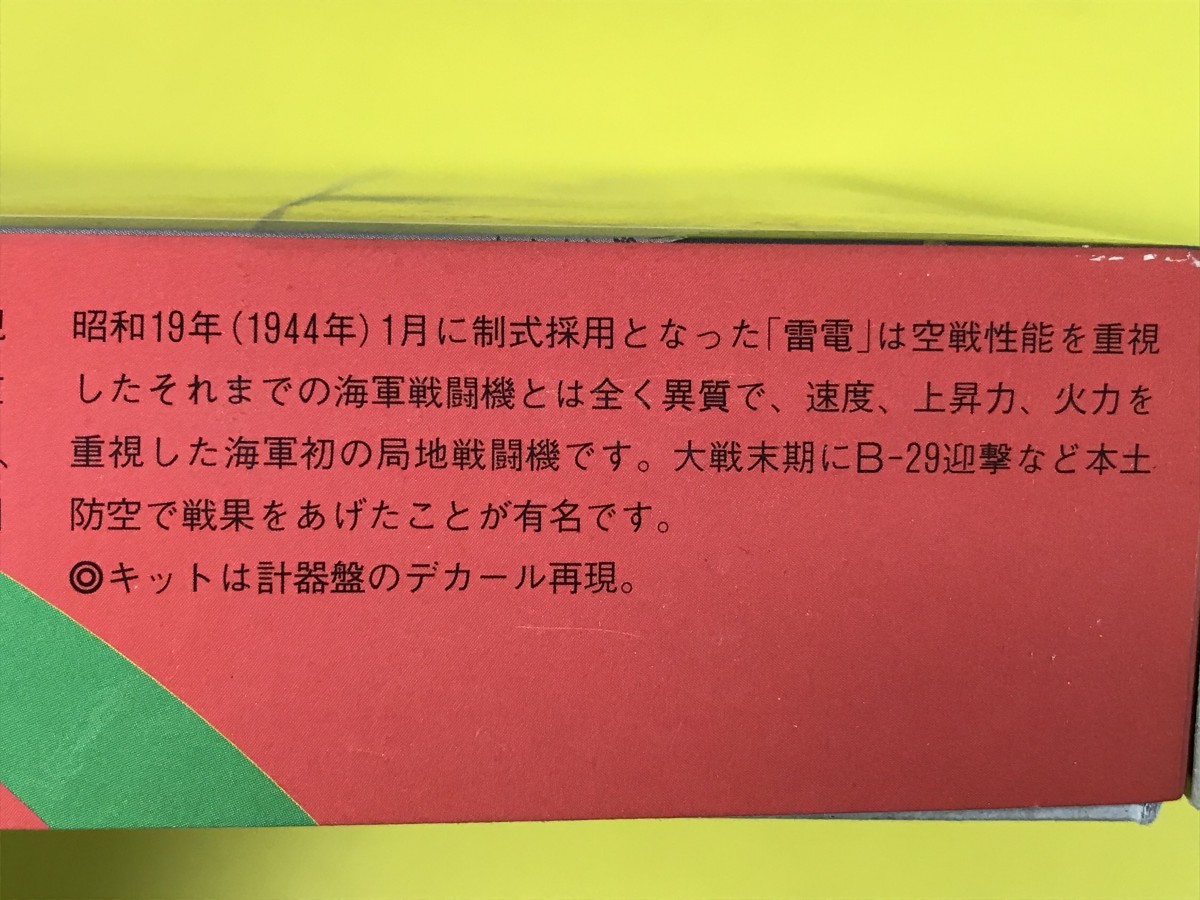 昭和19年(1944年)1月に制式採用となった「雷電」は空戦性能を重視
したそれまでの海軍戦闘機とは全く異質で、速度、上昇力、火力を
重視した海軍初の局地戦闘機です。大戦末期にB-29迎撃など本土
防空で戦果をあげたことが有名です。
◎キットは計器盤のデカール再現。